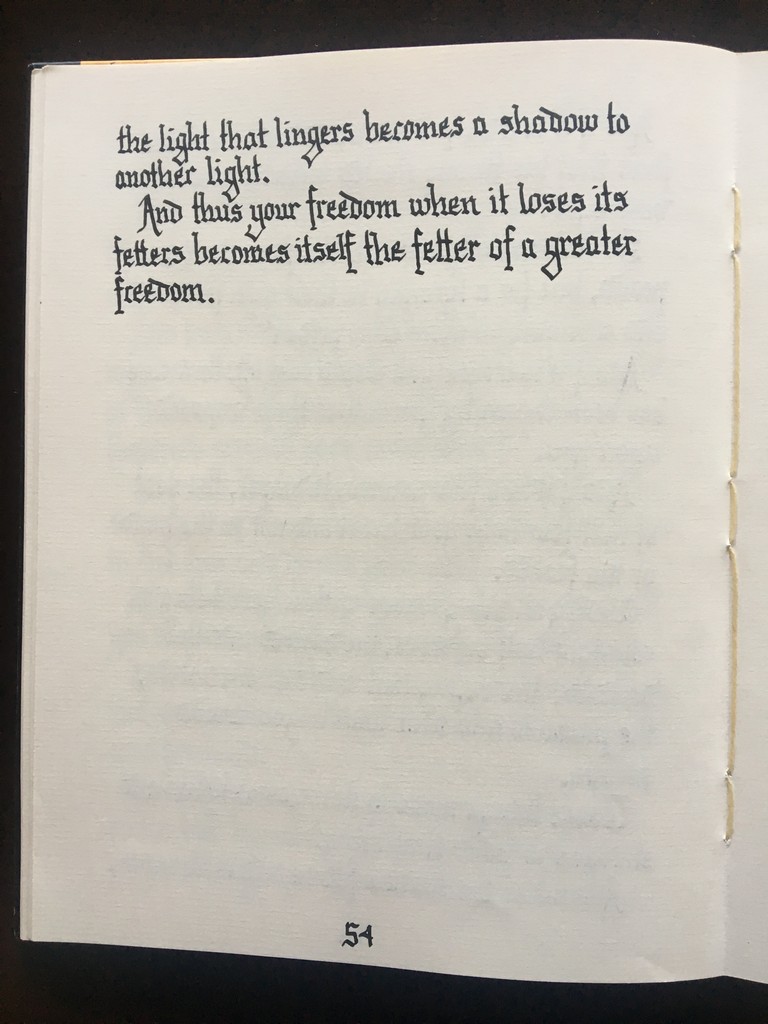 the light that lingers becomes a shadow to
another light.
And thus your freedom when it loses its
fetters becomes itself the fetter of a greater
freedom.
54